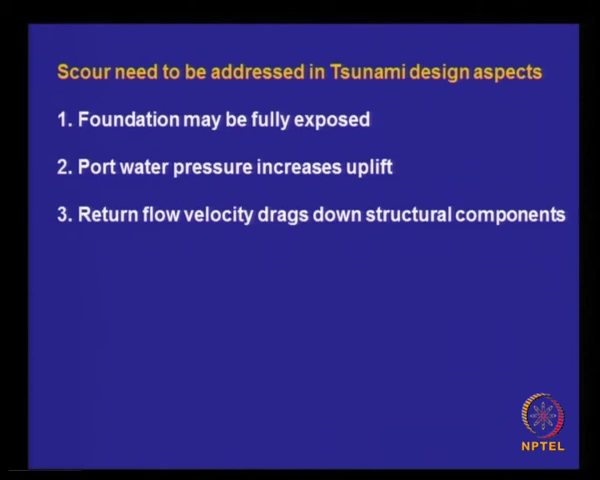 Scour need to be addressed in Tsunami design aspects
1. Foundation may be fully exposed
2. Port water pressure increases uplift
3. Return flow velocity drags down structural components
NPTEL